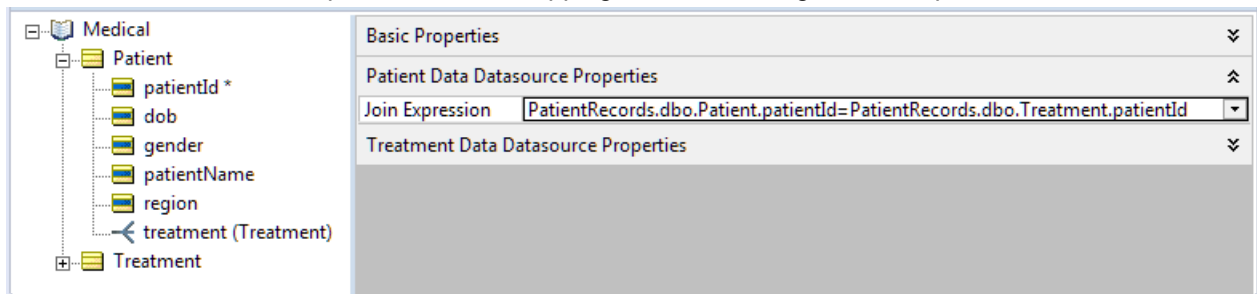 Medical
Patient
patientId *
dob
gender
patientName
region
treatment (Treatment)
Treatment
Basic Properties
Patient Data Datasource Properties
Join Expression PatientRecords.dbo.Patient.patientId=PatientRecords.dbo.Treatment.patientId
Treatment Data Datasource Properties